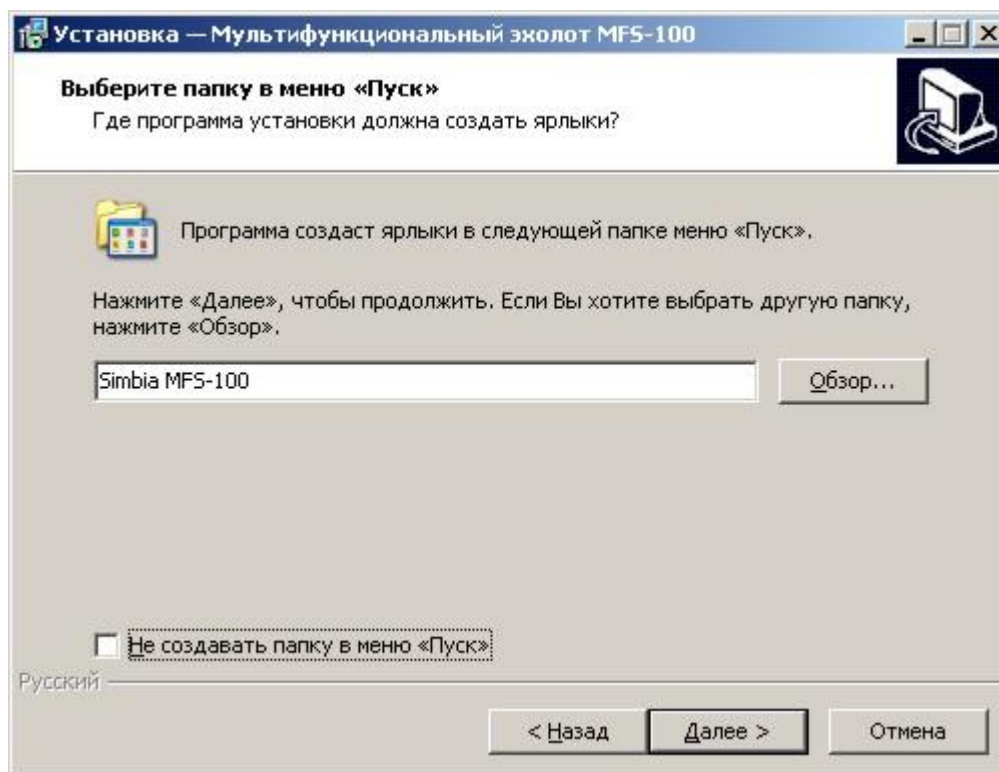 Установка — Мультифункциональный эхолот MFS-100
Выберите папку в меню «Пуск»
Где программа установки должна создать ярлыки?
Программа создаст ярлыки в следующей папке меню «Пуск».
Нажмите «Далее», чтобы продолжить. Если Вы хотите выбрать другую папку,
нажмите «Обзор».
Simbia MFS-100
Обзор...
Не создавать папку в меню «Пуск»
Русский
< Назад
Далее >
Отмена